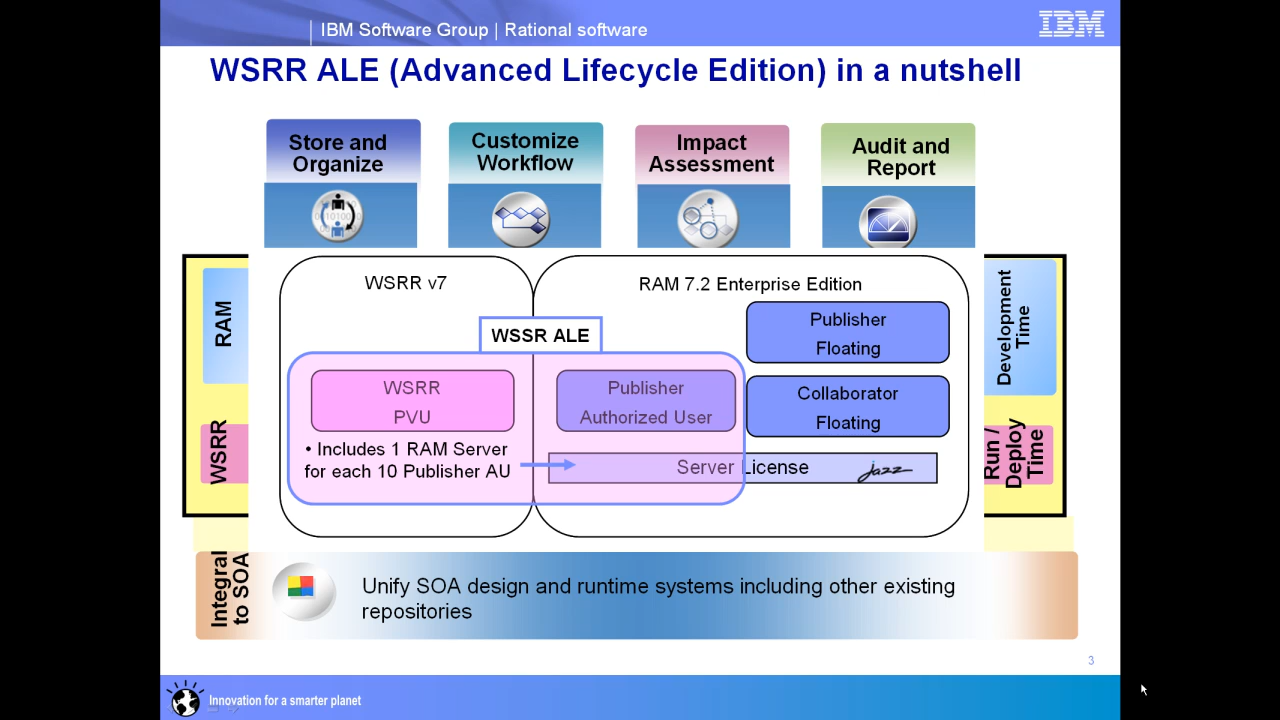 IBM Software Group | Rational software
IBM
WSRR ALE (Advanced Lifecycle Edition) in a nutshell
Store and
Organize
Customize
Workflow
Impact
Assessment
Audit and
Report
RAM
WSRR
WSRR v7
RAM 7.2 Enterprise Edition
WSSR ALE
Publisher
Floating
Collaborator
Floating
WSRR
PVU
Publisher
Authorized User
• Includes 1 RAM Server
for each 10 Publisher AU
Server License
jazz
Development
Time
Run /
Deploy
Time
Integral
to SOA
Unify SOA design and runtime systems including other existing
repositories
3
Innovation for a smarter planet